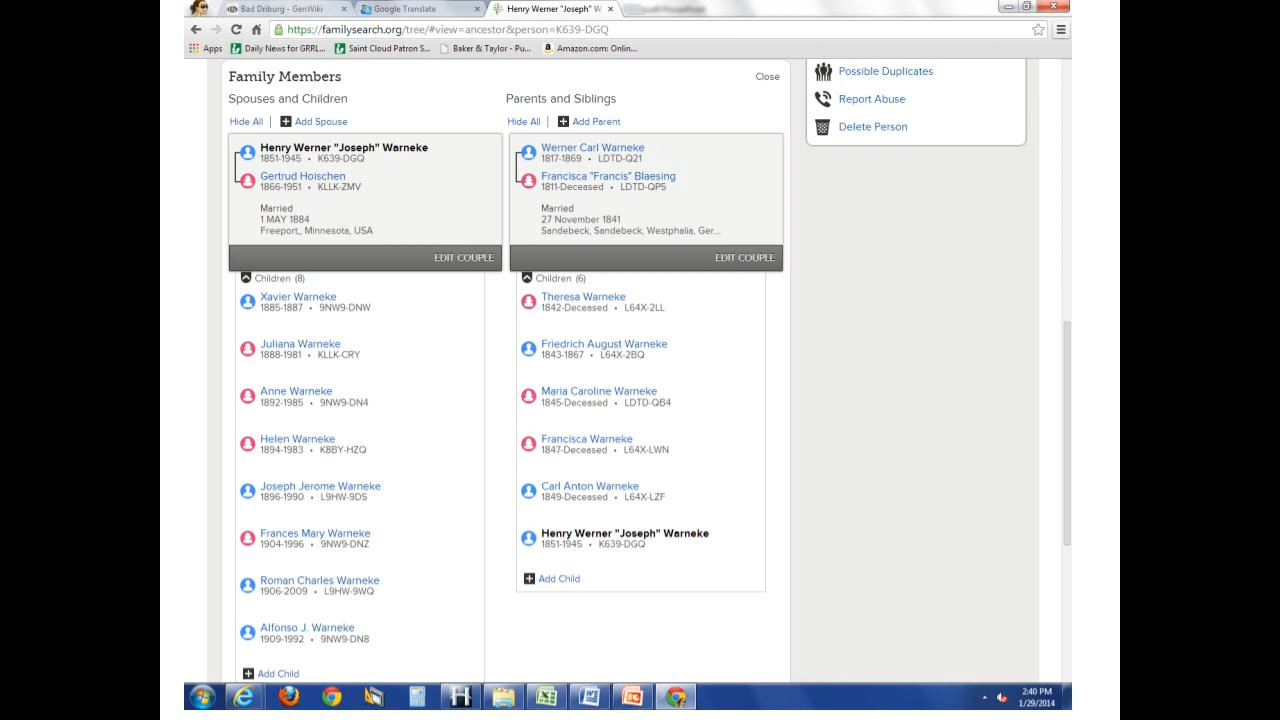 Bad Driburg - GenWiki
Google Translate
Henry Werner "Joseph" W
https://familysearch.org/tree/#view=ancestor&person=K639-DGQ
Apps
Daily News for GRRL...
Saint Cloud Patron S...
Baker & Taylor - Pu...
Amazon.com: Onlin...
Family Members
Close
Spouses and Children
Hide All
Add Spouse
Henry Werner "Joseph" Warneke
1851-1945 • K639-DGQ
Gertrud Hoischen
1866-1951 • KLLK-ZMV
Married
1 MAY 1884
Freeport,, Minnesota, USA
EDIT COUPLE
Children (8)
Xavier Warneke
1885-1887 • 9NW9-DNW
Juliana Warneke
1888-1981 • KLLK-CRY
Anne Warneke
1892-1985 • 9NW9-DN4
Helen Warneke
1894-1983 • K8BY-HZQ
Joseph Jerome Warneke
1896-1990 • L9HW-9DS
Frances Mary Warneke
1904-1996 • 9NW9-DNZ
Roman Charles Warneke
1906-2009 • L9HW-9WQ
Alfonso J. Warneke
1909-1992 • 9NW9-DN8
Add Child
Parents and Siblings
Hide All
Add Parent
Werner Carl Warneke
1817-1869 • LDTD-Q21
Francisca "Francis" Blaesing
1811-Deceased • LDTD-QP5
Married
27 November 1841
Sandebeck, Sandebeck, Westphalia, Ger...
EDIT COUPLE
Children (6)
Theresa Warneke
1842-Deceased • L64X-2LL
Friedrich August Warneke
1843-1867 • L64X-2BQ
Maria Caroline Warneke
1845-Deceased • LDTD-QB4
Francisca Warneke
1847-Deceased • L64X-LWN
Carl Anton Warneke
1849-Deceased • L64X-LZF
Henry Werner "Joseph" Warneke
1851-1945 • K639-DGQ
Add Child
Possible Duplicates
Report Abuse
Delete Person
2:40 PM
1/29/2014